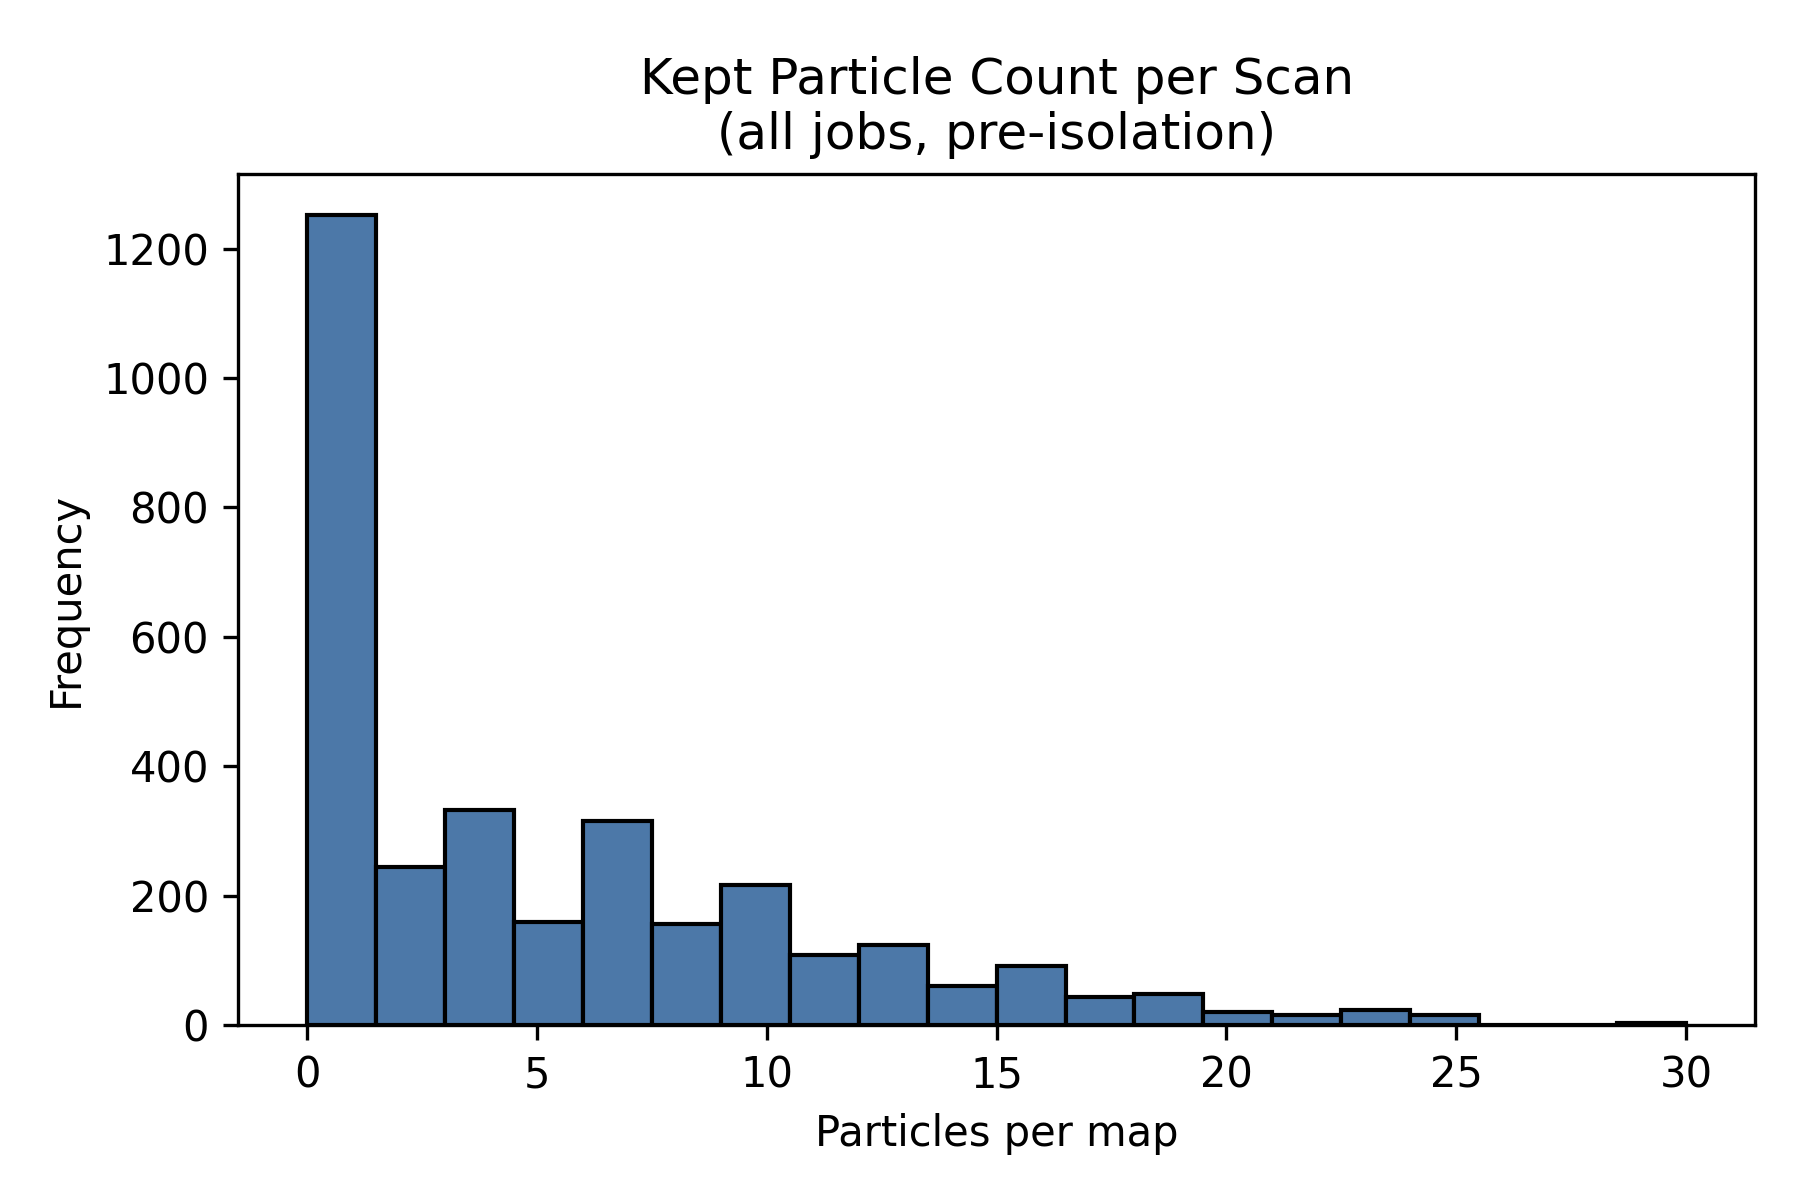 Kept Particle Count per Scan
(all jobs, pre-isolation)
1200
1000
800
600
400
200
0
Frequency
0 5 10 15 20 25 30
Particles per map